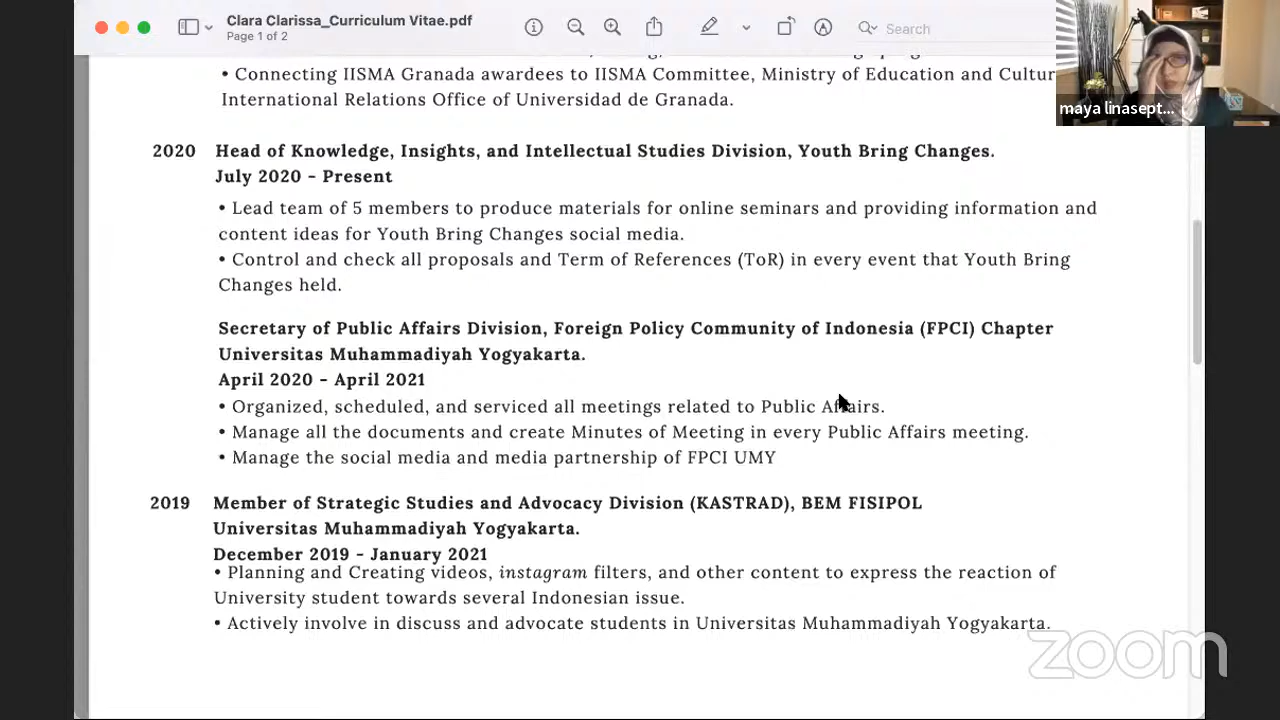 Clara Clarissa_Curriculum Vitae.pdf
Page 1 of 2
Search
maya linasept...
• Connecting IISMA Granada awardees to IISMA Committee, Ministry of Education and
International Relations Office of Universidad de Granada.
2020 Head of Knowledge, Insights, and Intellectual Studies Division, Youth Bring Changes.
July 2020 - Present
• Lead team of 5 members to produce materials for online seminars and providing information and
content ideas for Youth Bring Changes social media.
• Control and check all proposals and Term of References (ToR) in every event that Youth Bring
Changes held.
Secretary of Public Affairs Division, Foreign Policy Community of Indonesia (FPCI) Chapter
Universitas Muhammadiyah Yogyakarta.
April 2020 - April 2021
• Organized, scheduled, and serviced all meetings related to Public Affairs.
• Manage all the documents and create Minutes of Meeting in every Public Affairs meeting.
• Manage the social media and media partnership of FPCI UMY
2019 Member of Strategic Studies and Advocacy Division (KASTRAD), BEM FISIPOL
Universitas Muhammadiyah Yogyakarta.
December 2019 - January 2021
• Planning and Creating videos, instagram filters, and other content to express the reaction of
University student towards several Indonesian issue.
• Actively involve in discuss and advocate students in Universitas Muhammadiyah Yogyakarta.
zoom